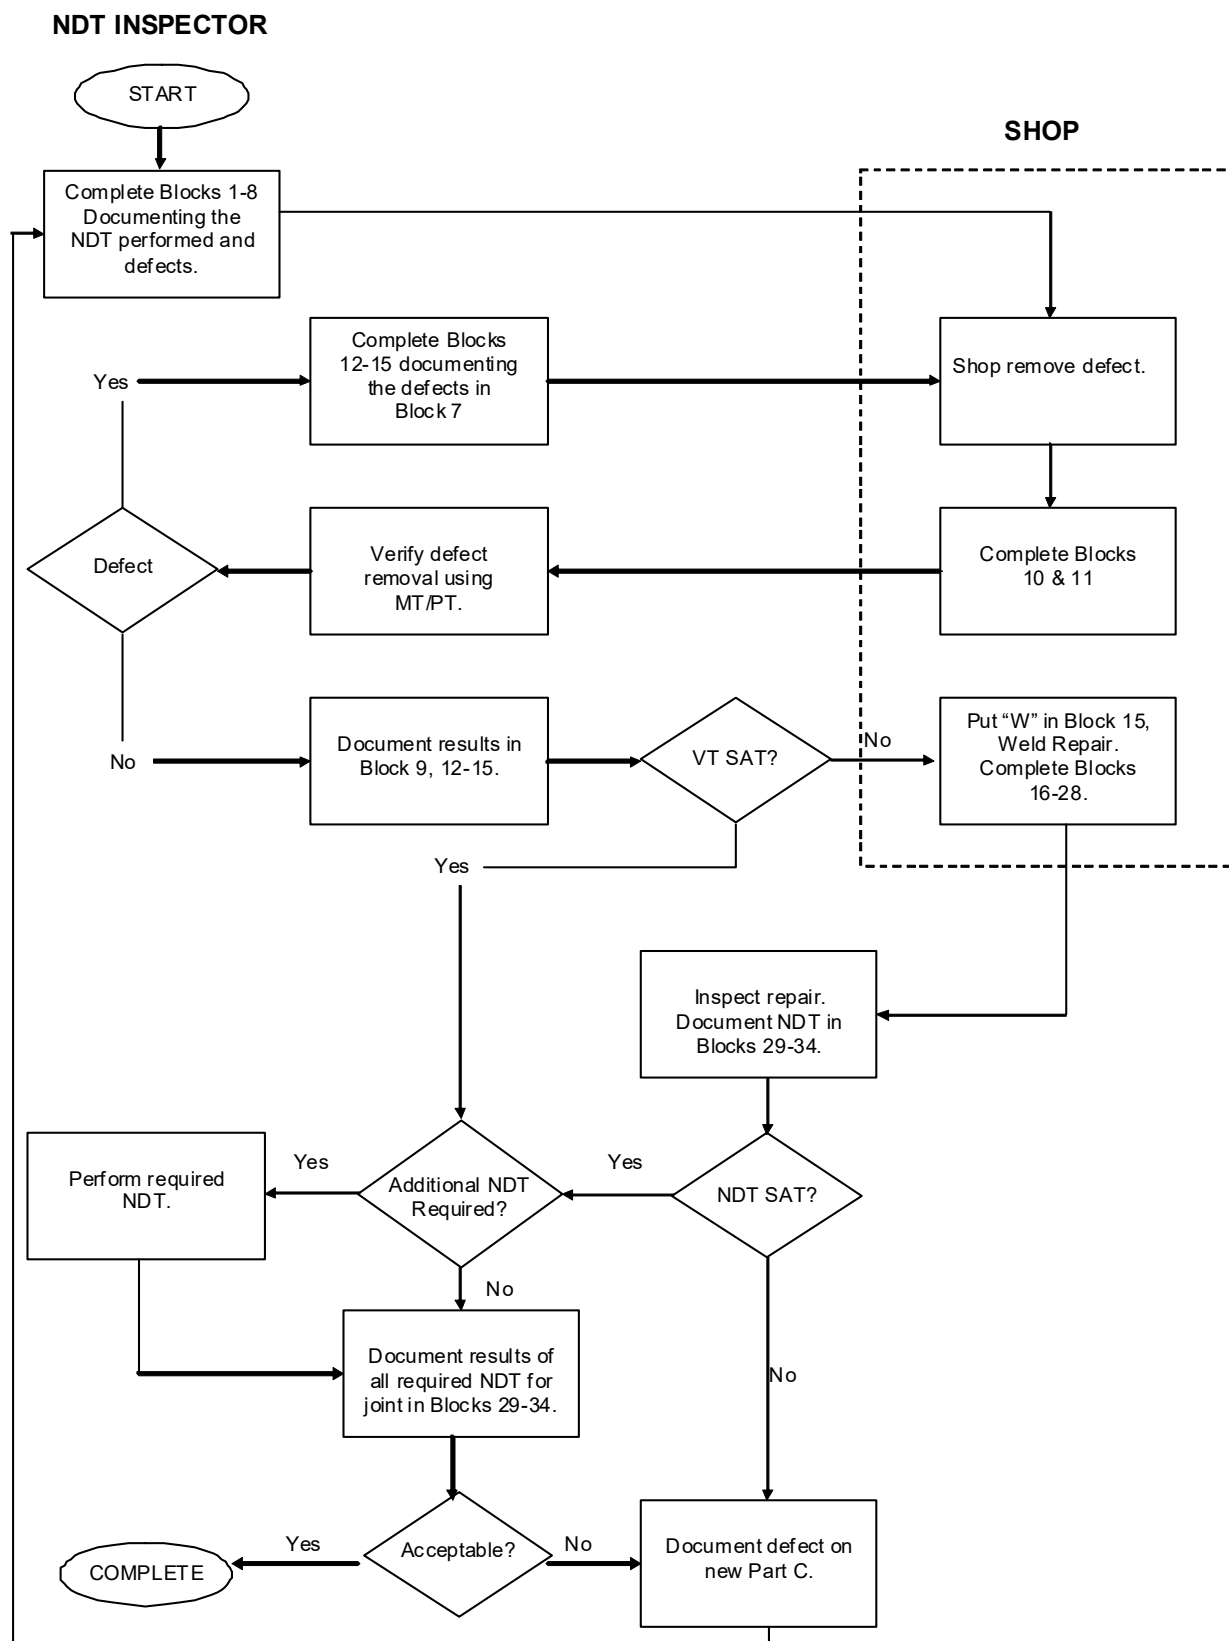 NDT INSPECTOR
START
SHOP
Complete Blocks 1-8
Documenting the
NDT performed and
defects.
Complete Blocks
12-15 documenting
the defects in
Block 7
Shop remove defect.
Yes
Defect
Verify defect
removal using
MT/PT.
Complete Blocks
10 & 11
No
Document results in
Block 9, 12-15.
VT SAT?
No
Put “W” in Block 15,
Weld Repair.
Complete Blocks
16-28.
Yes
Inspect repair.
Document NDT in
Blocks 29-34.
Perform required
NDT.
Yes
Additional NDT
Required?
Yes
NDT SAT?
No
Document results of
all required NDT for
joint in Blocks 29-34.
No
COMPLETE
Yes
Acceptable?
No
Document defect on
new Part C.